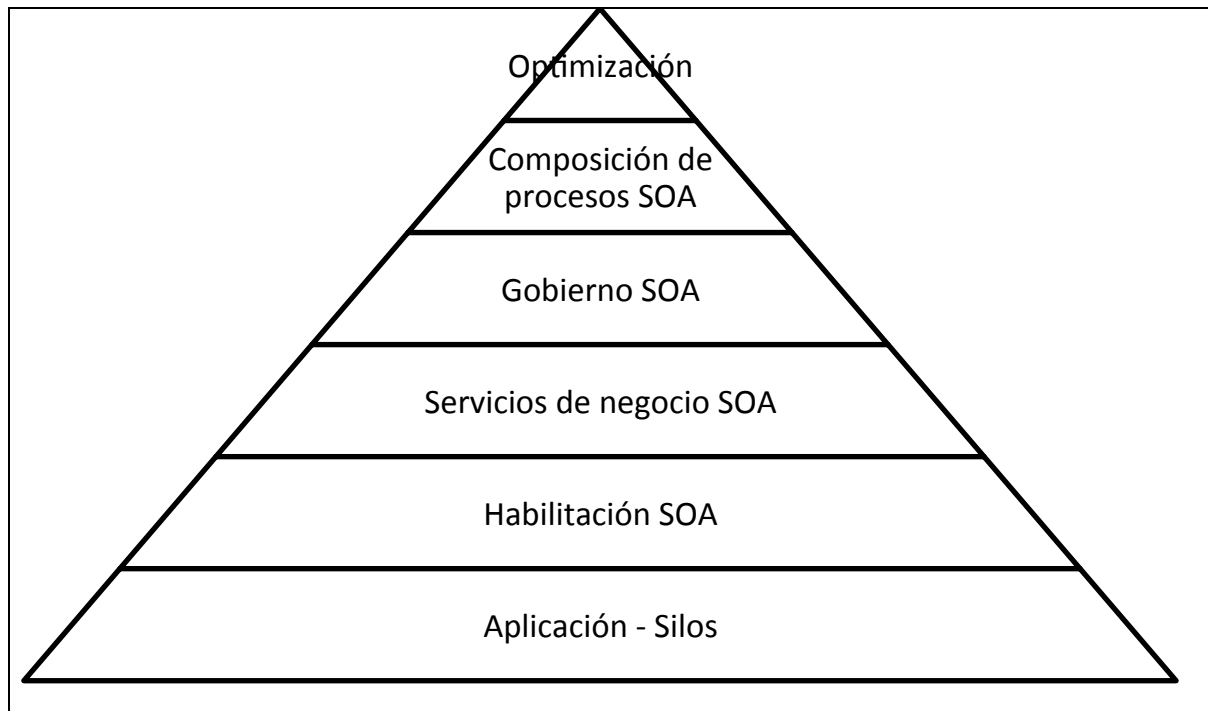 Optimización
Composición de
procesos SOA
Gobierno SOA
Servicios de negocio SOA
Habilitación SOA
Aplicación - Silos